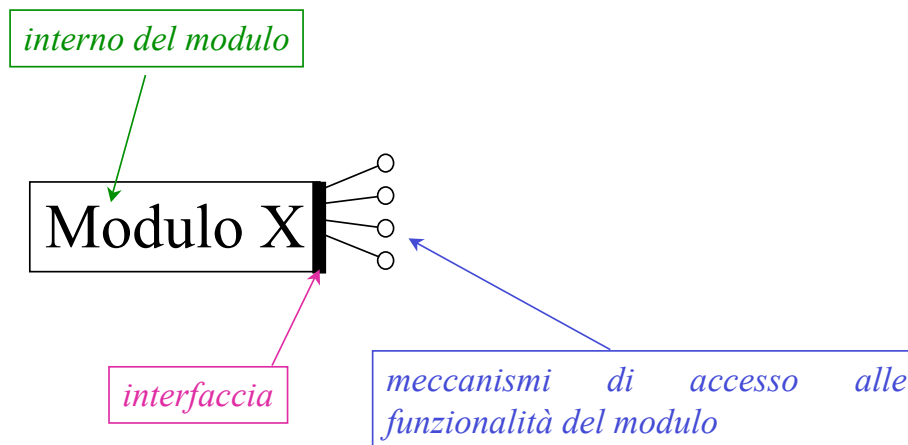 interno del modulo
Modulo X
interfaccia
meccanismi di accesso alle
funzionalità del modulo